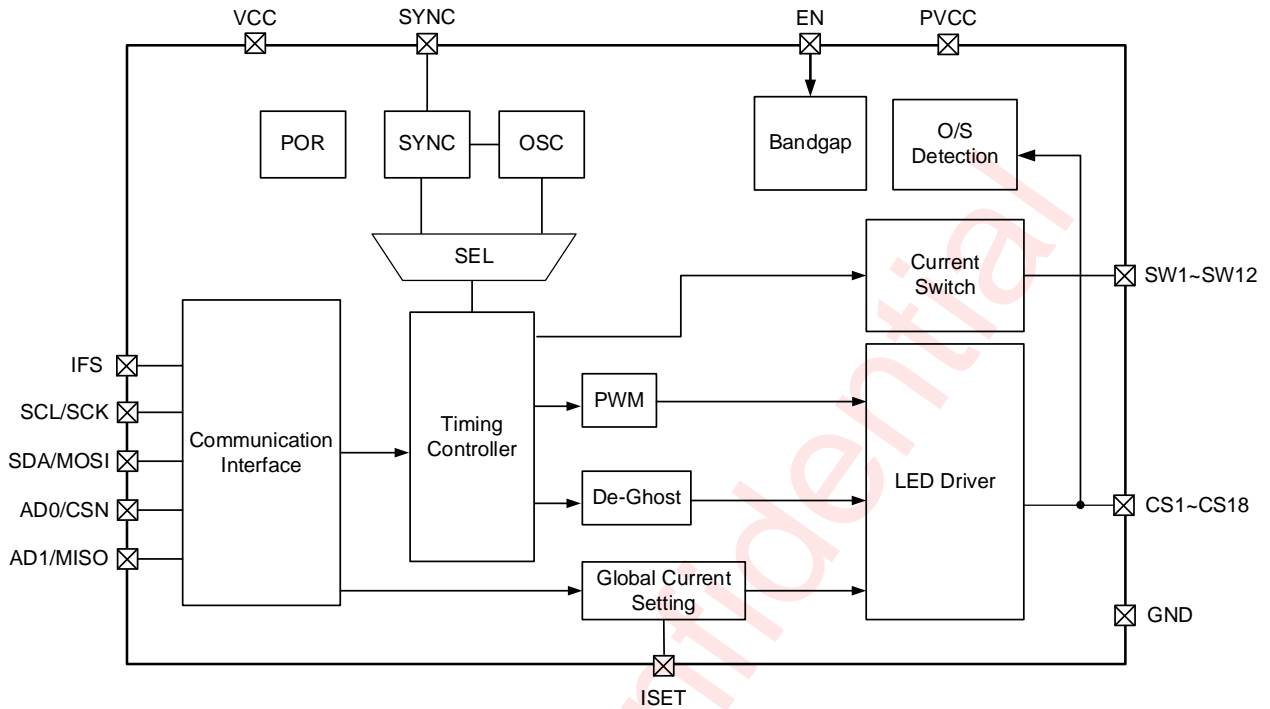 VCC
SYNC
EN
PVCC
POR
SYNC
OSC
Bandgap
O/S
Detection
SEL
Current
Switch
SW1~SW12
IFS
SCL/SCK
SDA/MOSI
AD0/CSN
AD1/MISO
Communication
Interface
Timing
Controller
PWM
De-Ghost
LED Driver
CS1~CS18
Global Current
Setting
GND
ISET
nfidential